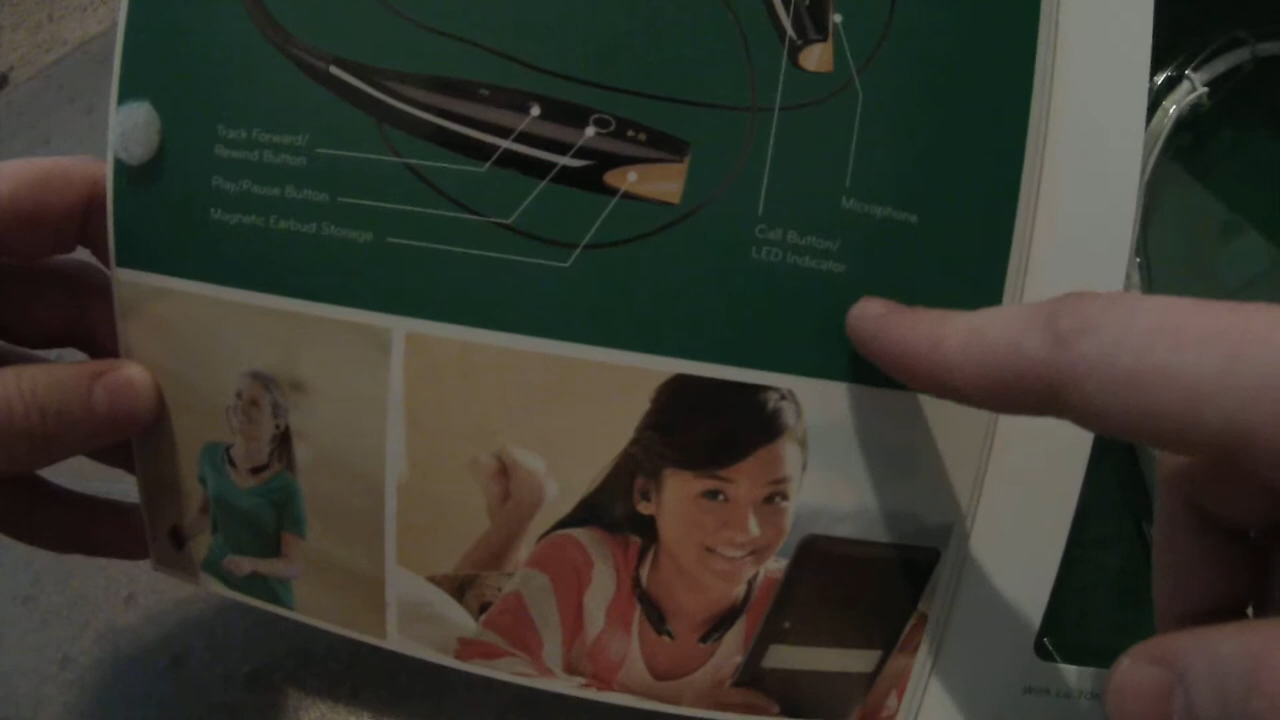 Track Forward/
Rewind Button
Play/Pause Button
Magnetic Earbud Storage
Microphone
Call Button/
LED Indicator